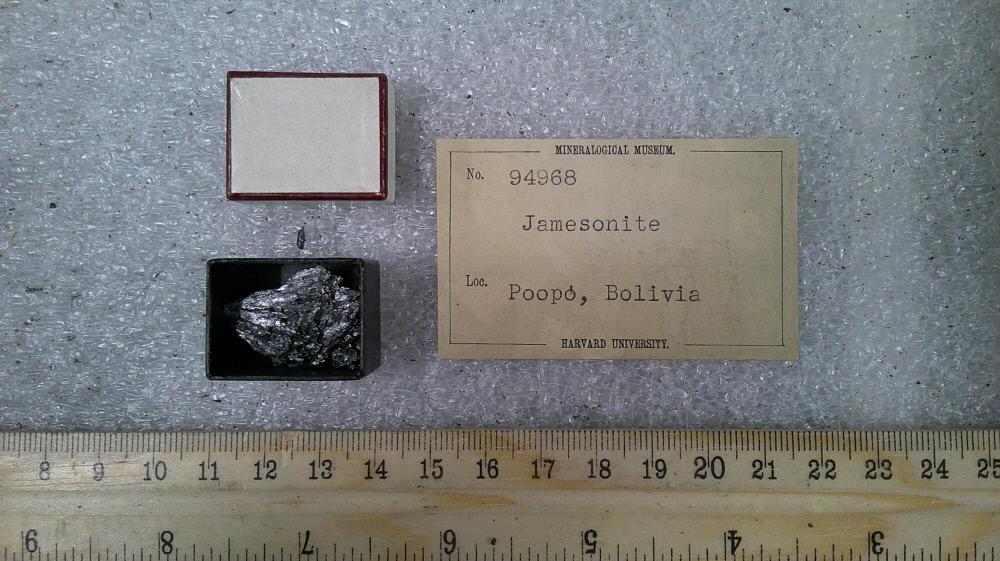 MINERALOGICAL MUSEUM.
No. 94968
Jamesonite
Loc. Poopó, Bolivia
HARVARD UNIVERSITY.
8 9 10 11 12 13 14 15 16 17 18 19 20 21 22 23 24 25
9 8 7 6 5 4 3